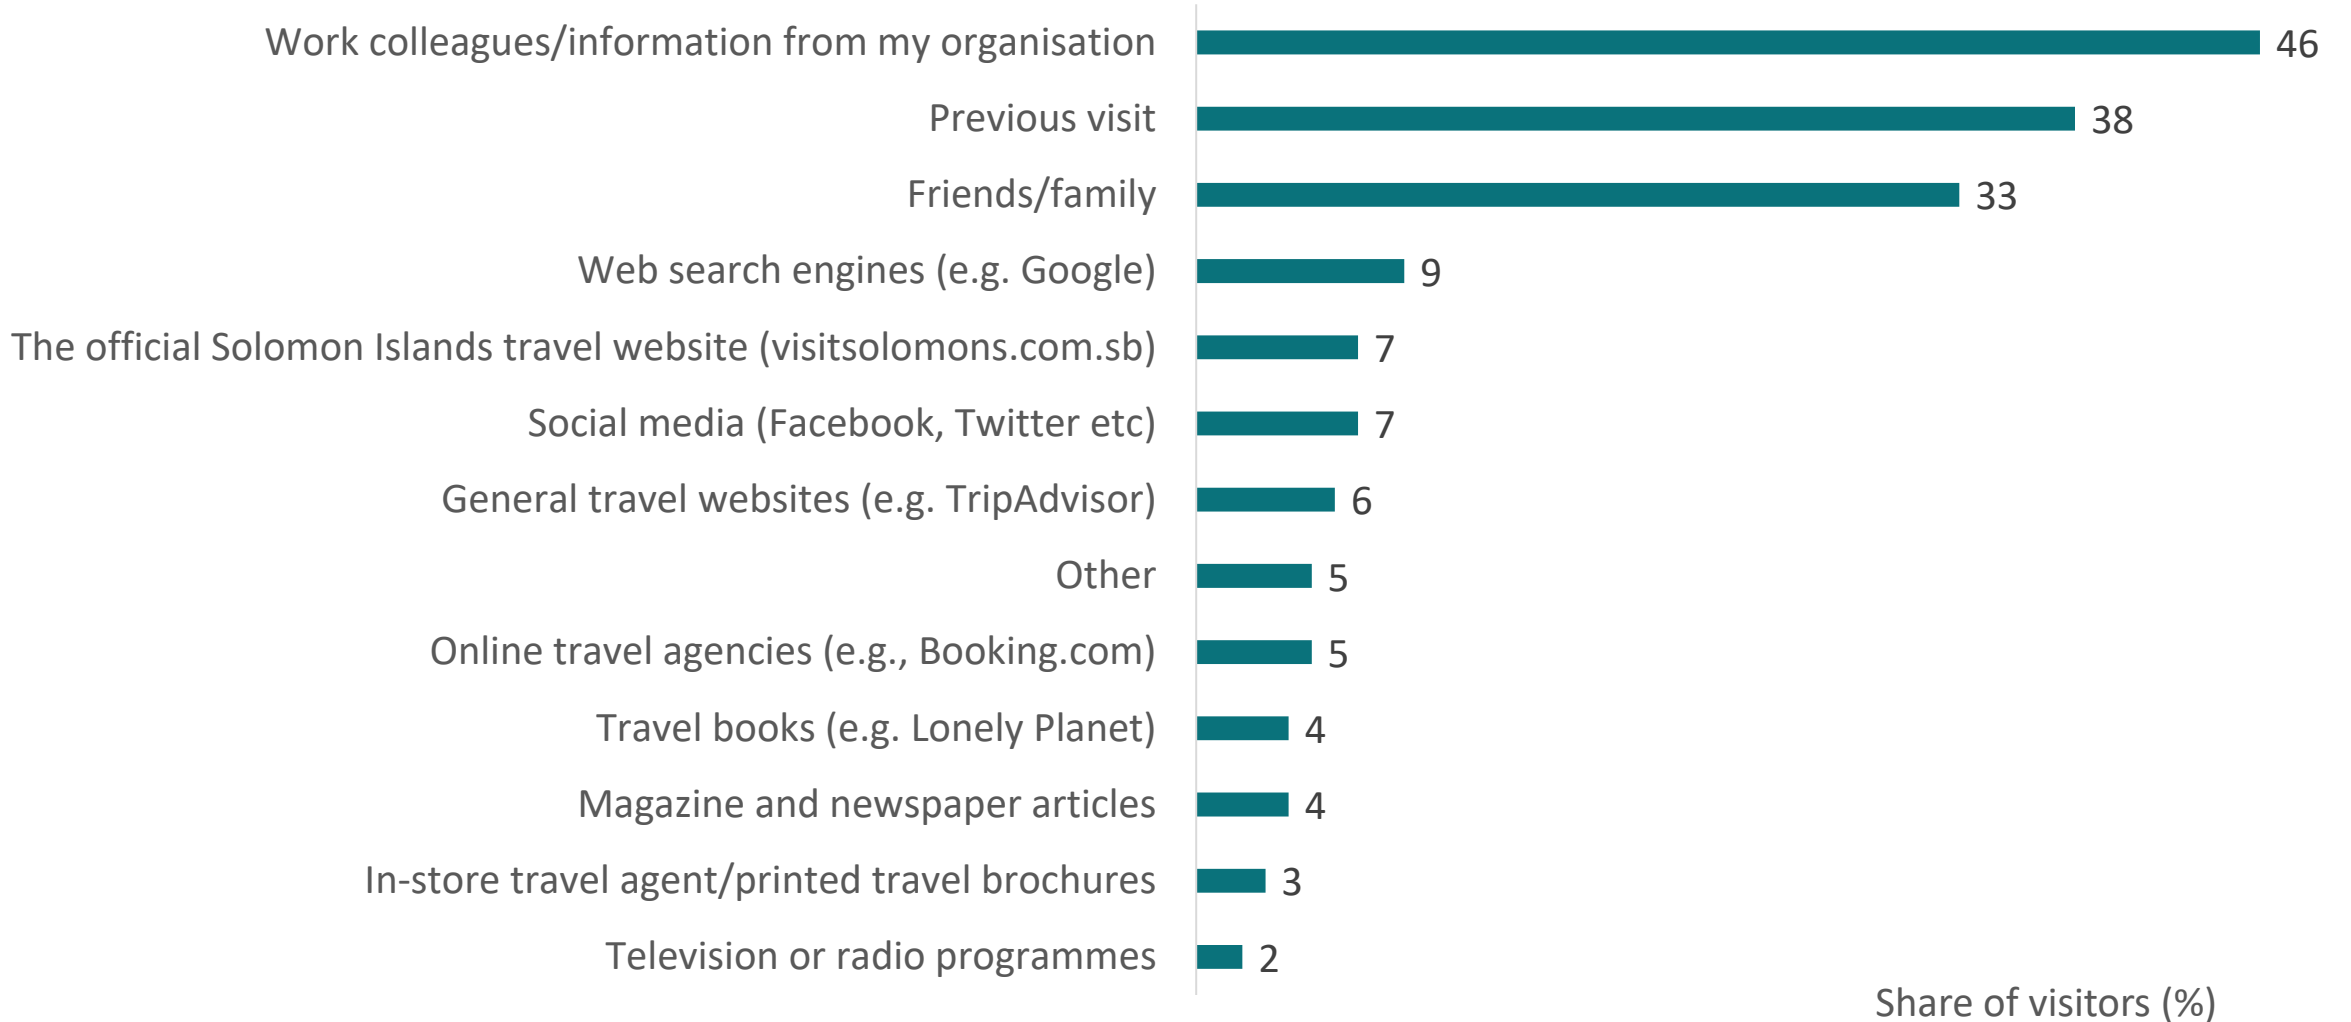 Work colleagues/information from my organisation 46
Previous visit 38
Friends/family 33
Web search engines (e.g. Google) 9
The official Solomon Islands travel website (visitsolomons.com.sb) 7
Social media (Facebook, Twitter etc) 7
General travel websites (e.g. TripAdvisor) 6
Other 5
Online travel agencies (e.g., Booking.com) 5
Travel books (e.g. Lonely Planet) 4
Magazine and newspaper articles 4
In-store travel agent/printed travel brochures 3
Television or radio programmes 2
Share of visitors (%)